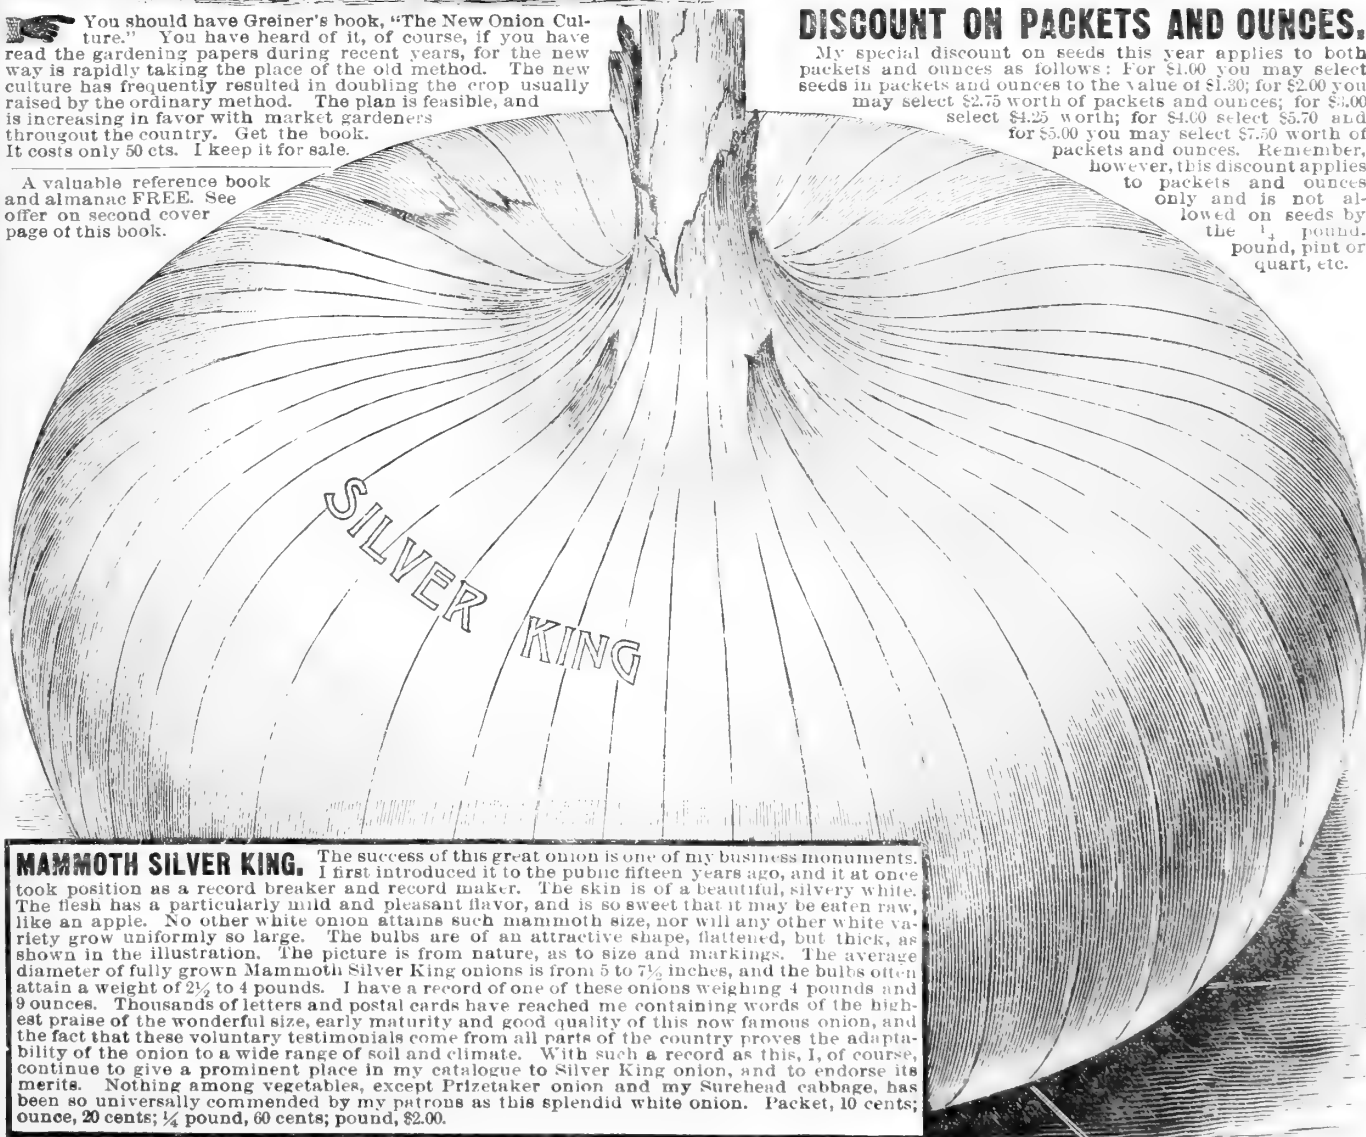 You should have Greiner's book, "The New Onion Cul-
ture." You have heard of it, of course, if you have
read the gardening papers during recent years, for the new
way is rapidly taking the place of the old method. The new
culture has frequently resulted in doubling the crop usually
raised by the ordinary method. The plan is feasible, and
is increasing in favor with market gardeners
througout the country. Get the book.
It costs only 50 cts. I keep it for sale.
A valuable reference book
and almanac FREE. See
offer on second cover
page of this book.
DISCOUNT ON PACKETS AND OUNCES.
My special discount on seeds this year applies to both
packets and ounces as follows: For $1.00 you may select
seeds in packets and ounces to the value of $1.30; for $2.00 you
may select $2.75 worth of packets and ounces; for $3.00
select $4.25 worth; for $4.00 select $5.70 and
for $5.00 you may select $7.50 worth of
packets and ounces. Remember,
however, this discount applies
to packets and ounces
only and is not al-
lowed on seeds by
the ¼ pound.
pound, pint or
quart, etc.
SILVER KING
MAMMOTH SILVER KING. The success of this great onion is one of my business monuments.
I first introduced it to the public fifteen years ago, and it at once
took position as a record breaker and record maker. The skin is of a beautiful, silvery white.
The flesh has a particularly mild and pleasant flavor, and is so sweet that it may be eaten raw,
like an apple. No other white onion attains such mammoth size, nor will any other white va-
riety grow uniformly so large. The bulbs are of an attractive shape, flattened, but thick, as
shown in the illustration. The picture is from nature, as to size and markings. The average
diameter of fully grown Mammoth Silver King onions is from 5 to 7½ inches, and the bulbs often
attain a weight of 2½ to 4 pounds. I have a record of one of these onions weighing 4 pounds and
9 ounces. Thousands of letters and postal cards have reached me containing words of the high-
est praise of the wonderful size, early maturity and good quality of this now famous onion, and
the fact that these voluntary testimonials come from all parts of the country proves the adapta-
bility of the onion to a wide range of soil and climate. With such a record as this, I, of course,
continue to give a prominent place in my catalogue to Silver King onion, and to endorse its
merits. Nothing among vegetables, except Prizetaker onion and my Surehead cabbage, has
been so universally commended by my patrons as this splendid white onion. Packet, 10 cents;
ounce, 20 cents; ¼ pound, 60 cents; pound, $2.00.